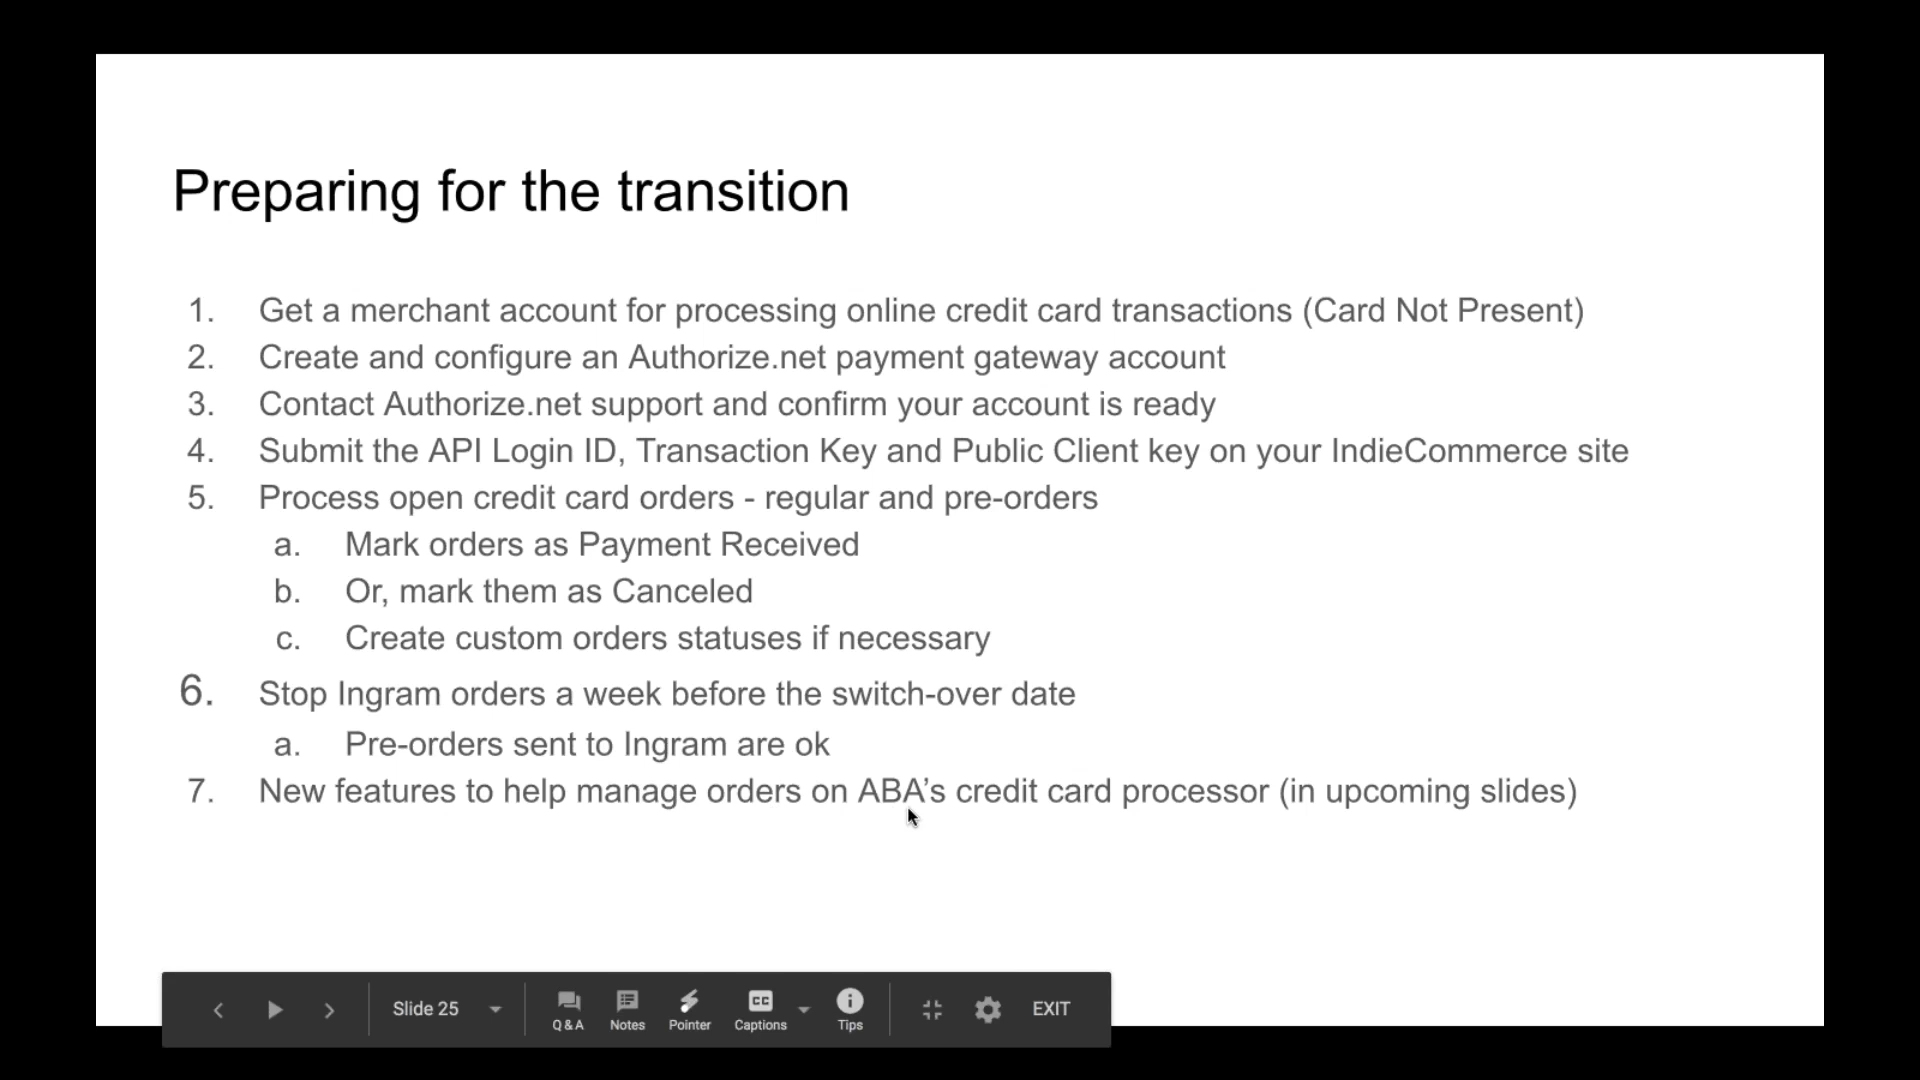 Preparing for the transition
1. Get a merchant account for processing online credit card transactions (Card Not Present)
2. Create and configure an Authorize.net payment gateway account
3. Contact Authorize.net support and confirm your account is ready
4. Submit the API Login ID, Transaction Key and Public Client key on your IndieCommerce site
5. Process open credit card orders - regular and pre-orders
a. Mark orders as Payment Received
b. Or, mark them as Canceled
c. Create custom orders statuses if necessary
6. Stop Ingram orders a week before the switch-over date
a. Pre-orders sent to Ingram are ok
7. New features to help manage orders on ABA’s credit card processor (in upcoming slides)
Slide 25 Q & A Notes Pointer CC Captions Tips EXIT